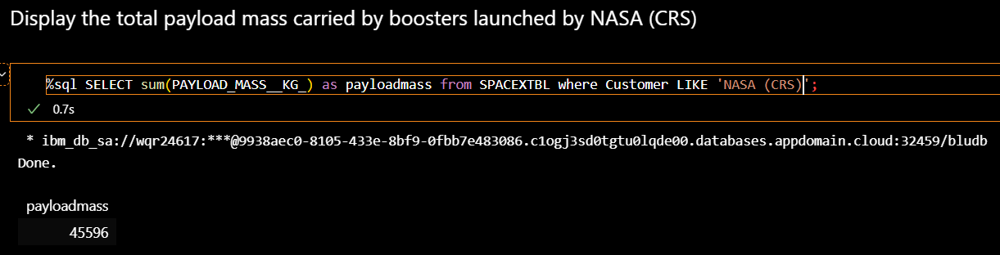 Display the total payload mass carried by boosters launched by NASA (CRS)
%sql SELECT sum(PAYLOAD_MASS__KG_) as payloadmass from SPACEXTBL where Customer LIKE 'NASA (CRS)';
0.7s
* ibm_db_sa://wqr24617:***@9938aec0-8105-433e-8bf9-0fbb7e483086.c1ogj3sd0tgtu0lqde00.databases.appdomain.cloud:32459/bludb
Done.
payloadmass
45596